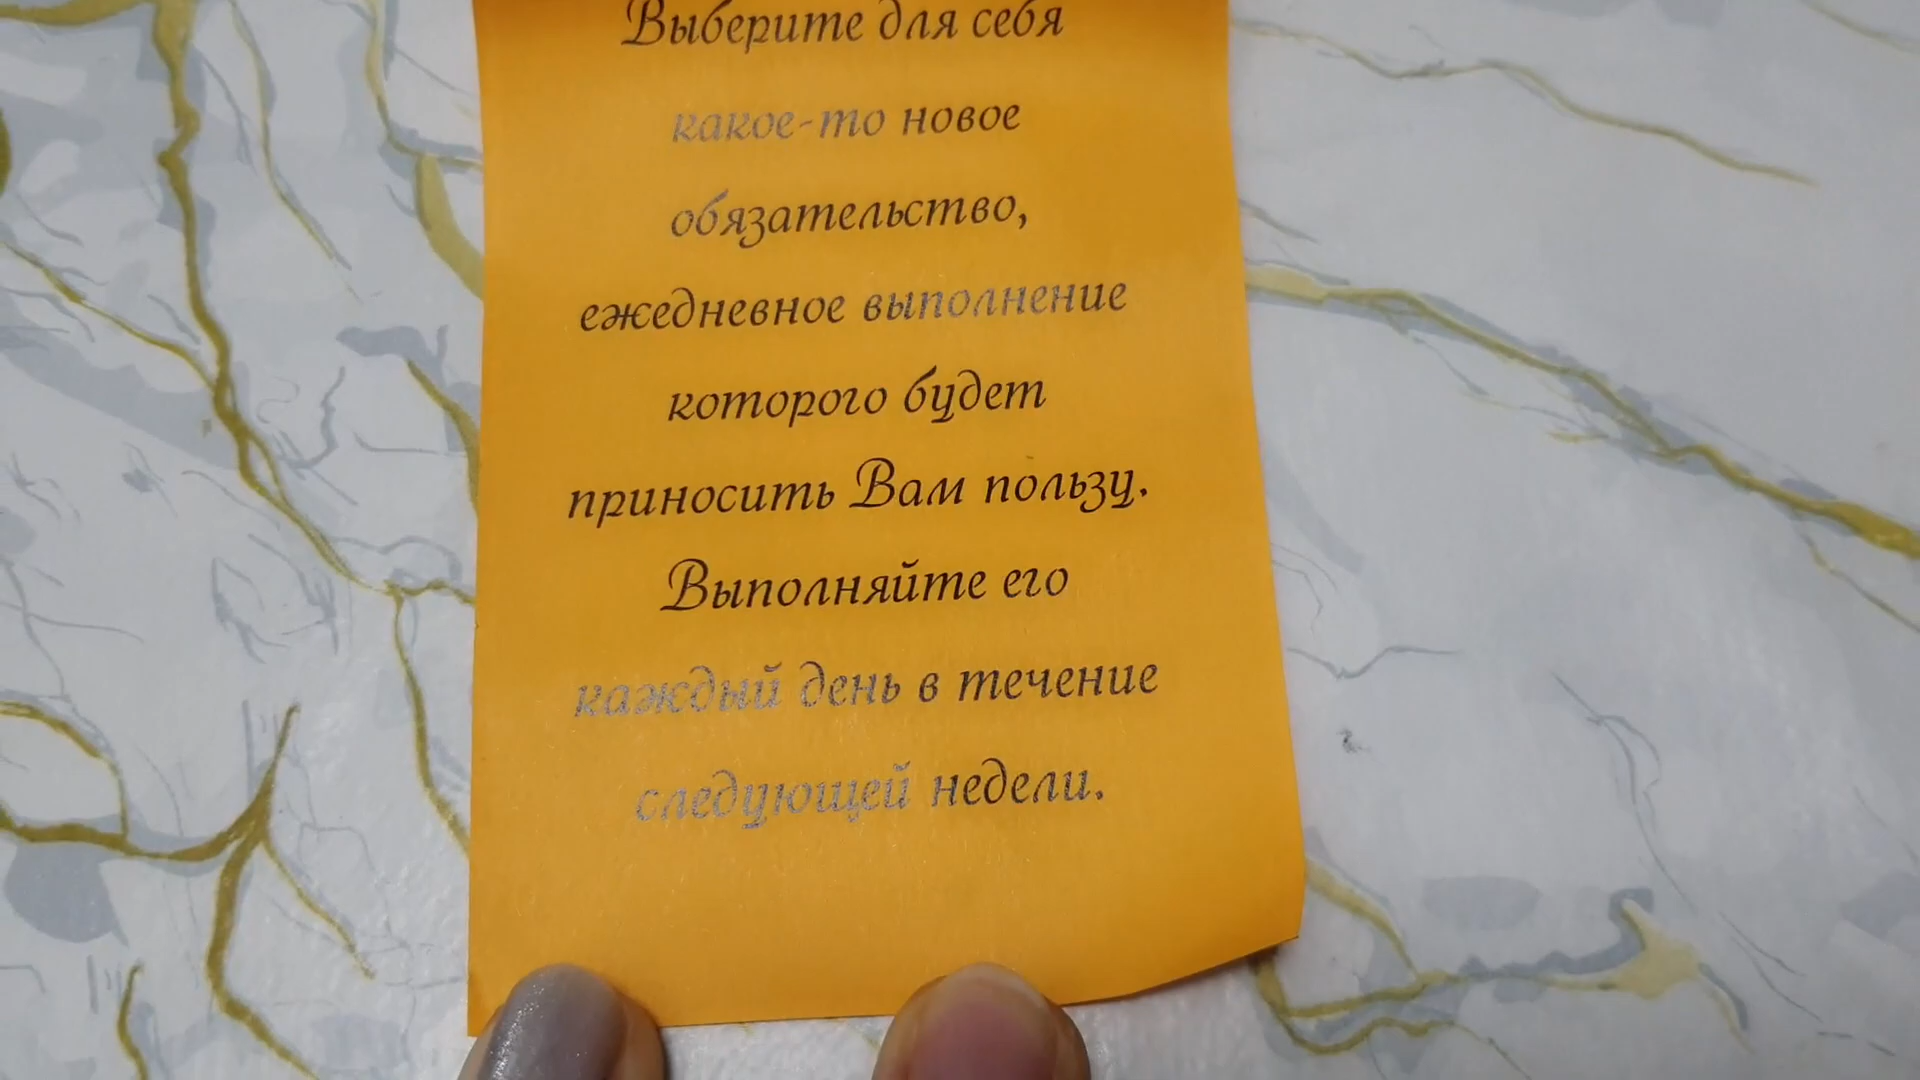 Выберите для себя
какое-то новое
обязательство,
ежедневное выполнение
которого будет
приносить Вам пользу.
Выполняйте его
каждый день в течение
следующей недели.